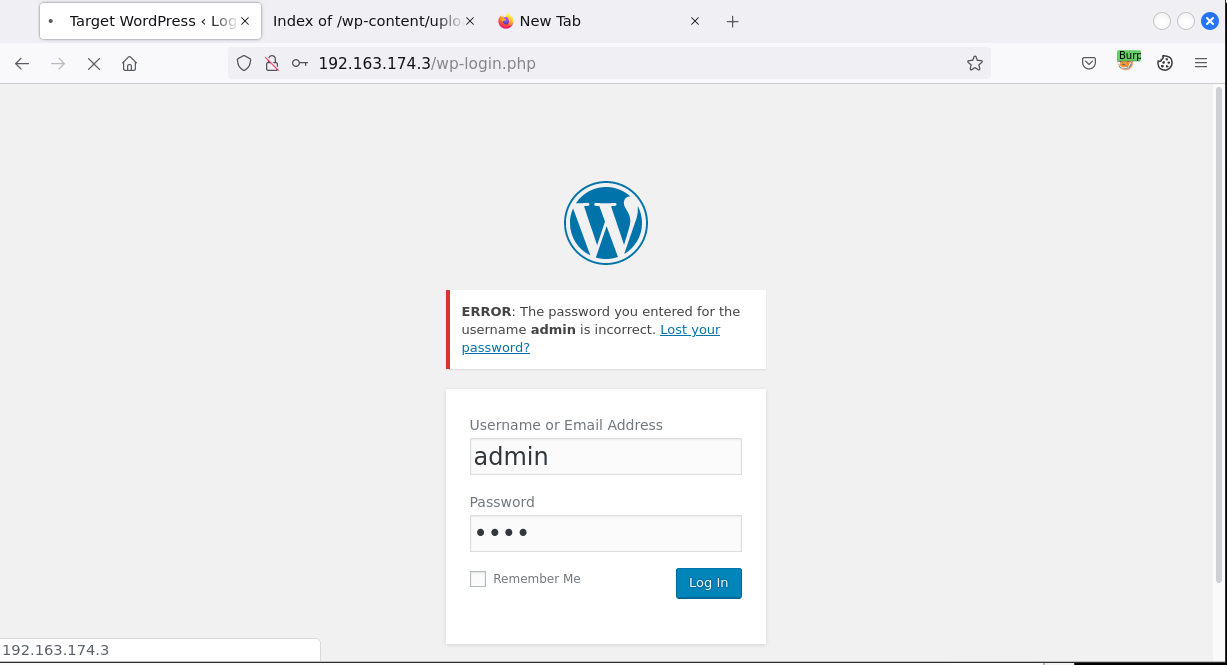 Target WordPress ‹ Log
Index of /wp-content/uplo
New Tab
192.163.174.3/wp-login.php
Burp
ERROR: The password you entered for the
username admin is incorrect. Lost your
password?
Username or Email Address
admin
Password
Remember Me
Log In
192.163.174.3